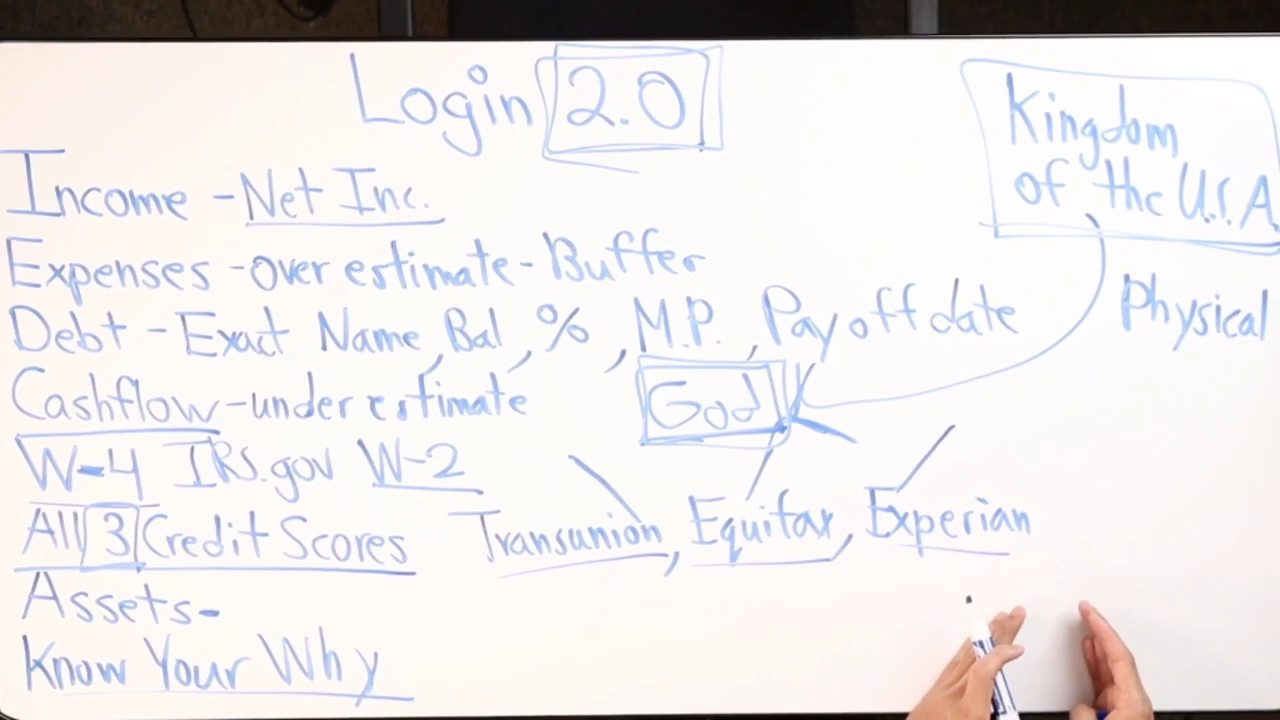 Login 2.0
Kingdom
of the U.S.A
Income - Net Inc.
Expenses - Over estimate - Buffer
Debt - Exact Name, Bal, %, M.P., Pay off date
Physical
Cashflow - under estimate
God
W-4 IRS.gov W-2
All 3 Credit Scores Transunion, Equifax, Experian
Assets-
Know Your Why